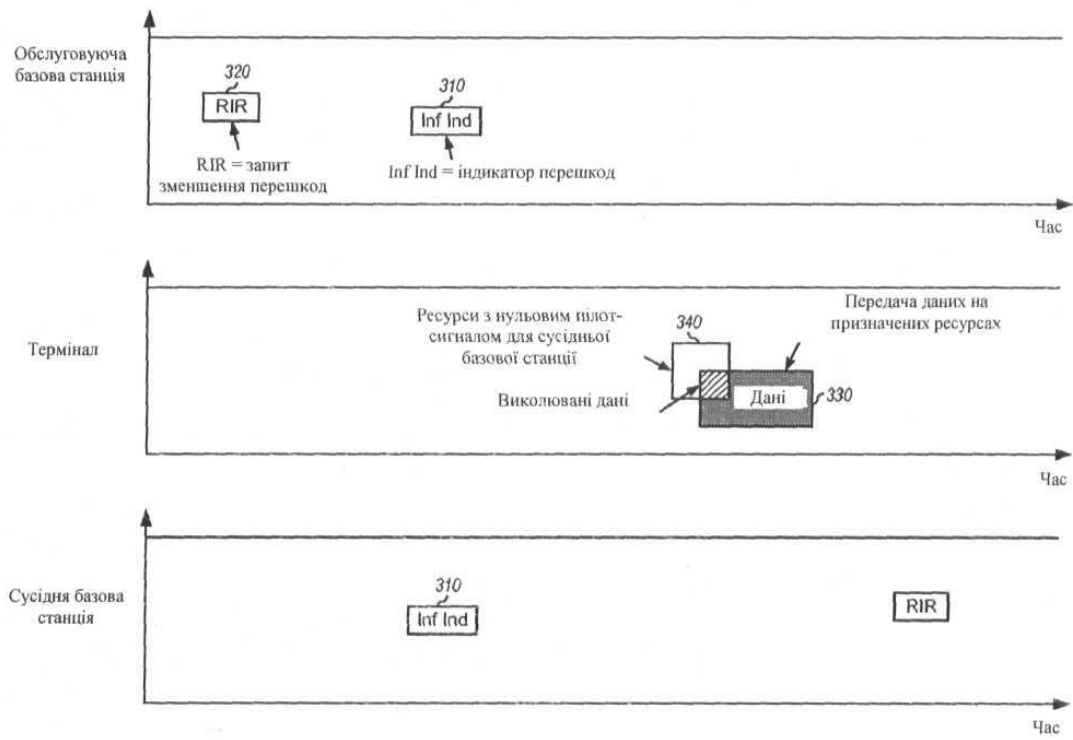 Обслуговуюча
базова станція
320
RIR
RIR = запит
зменшення перешкод
310
Inf Ind
Inf Ind = індикатор перешкод
Час
Термінал
Ресурси з нульовим пілот-
сигналом для сусідньої
базової станції
340
Передача даних на
призначених ресурсах
Виколювані дані
Дані
330
Час
Сусідня базова
станція
310
Inf Ind
RIR
Час